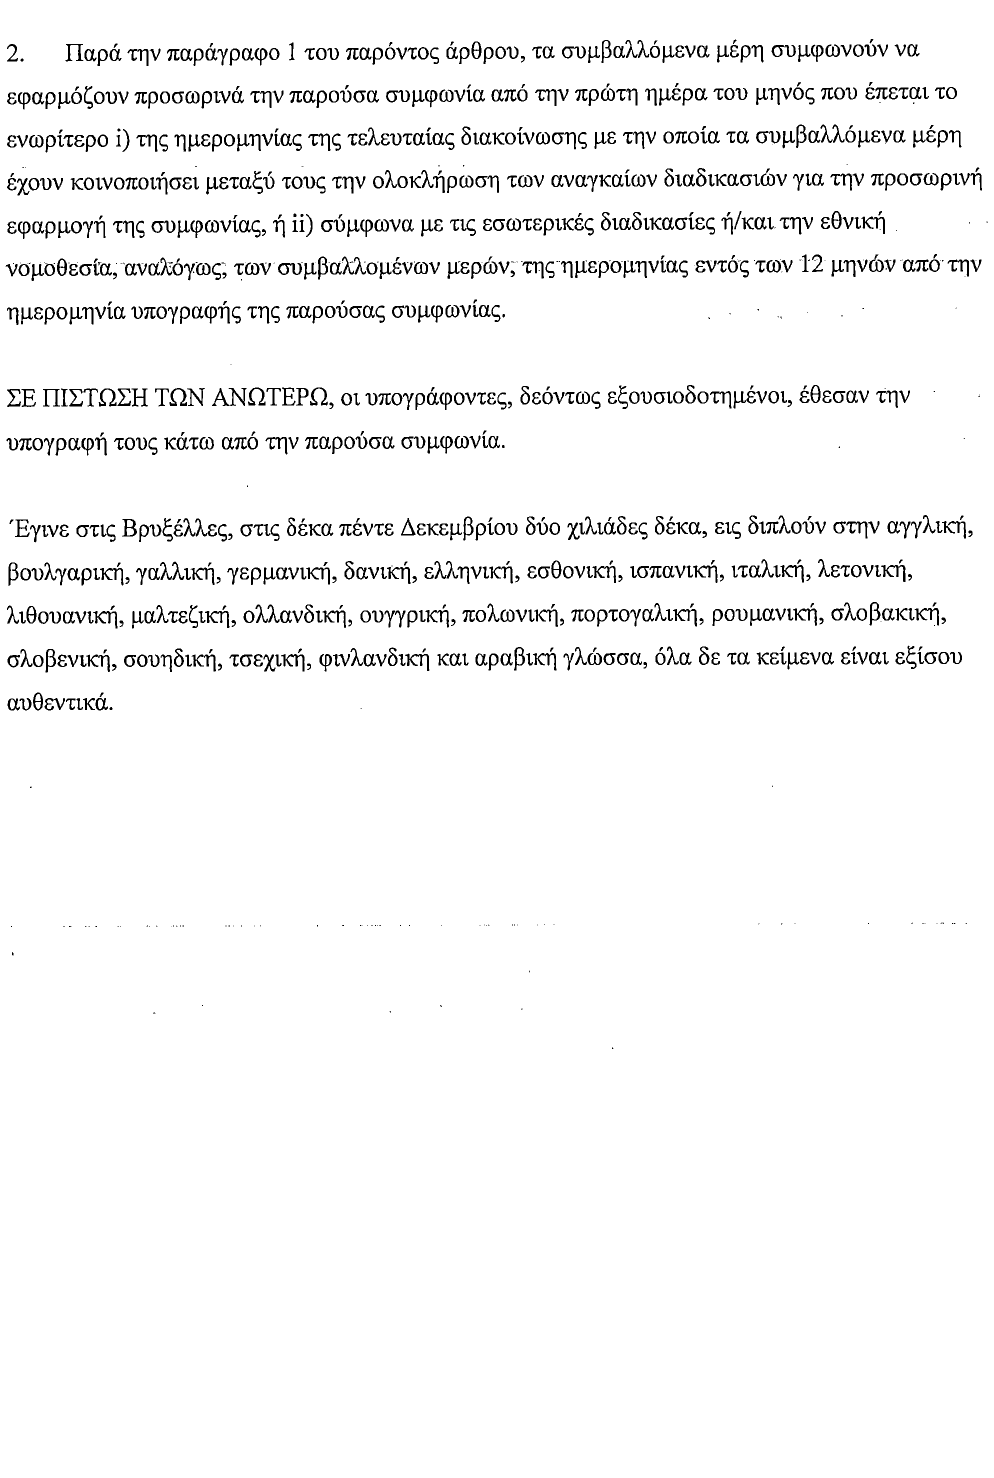 2. Παρά την παράγραφο 1 του παρόντος άρθρου, τα συμβαλλόμενα μέρη συμφωνούν να
εφαρμόζουν προσωρινά την παρούσα συμφωνία από την πρώτη ημέρα του μηνός που έπεται το
ενωρίτερο i) της ημερομηνίας της τελευταίας διακοίνωσης με την οποία τα συμβαλλόμενα μέρη
έχουν κοινοποιήσει μεταξύ τους την ολοκλήρωση των αναγκαίων διαδικασιών για την προσωρινή
εφαρμογή της συμφωνίας, ή ii) σύμφωνα με τις εσωτερικές διαδικασίες ή/και την εθνική
νομοθεσία, αναλόγως, των συμβαλλομένων μερών, της ημερομηνίας εντός των 12 μηνών από την
ημερομηνία υπογραφής της παρούσας συμφωνίας.
ΣΕ ΠΙΣΤΩΣΗ ΤΩΝ ΑΝΩΤΕΡΩ, οι υπογράφοντες, δεόντως εξουσιοδοτημένοι, έθεσαν την
υπογραφή τους κάτω από την παρούσα συμφωνία.
Έγινε στις Βρυξέλλες, στις δέκα πέντε Δεκεμβρίου δύο χιλιάδες δέκα, εις διπλούν στην αγγλική,
βουλγαρική, γαλλική, γερμανική, δανική, ελληνική, εσθονική, ισπανική, ιταλική, λετονική,
λιθουανική, μαλτεζική, ολλανδική, ουγγρική, πολωνική, πορτογαλική, ρουμανική, σλοβακική,
σλοβενική, σουηδική, τσεχική, φινλανδική και αραβική γλώσσα, όλα δε τα κείμενα είναι εξίσου
αυθεντικά.